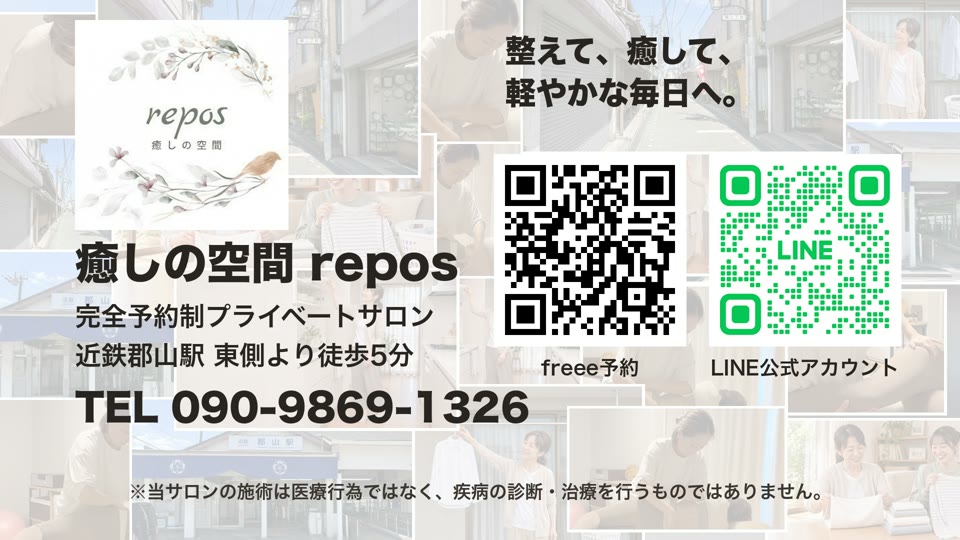 repos
癒しの空間
整えて、癒して、
軽やかな毎日へ。
癒しの空間 repos
完全予約制プライベートサロン
近鉄郡山駅 東側より徒歩5分
TEL 090-9869-1326
LINE
freee予約
LINE公式アカウント
郡山駅
※当サロンの施術は医療行為ではなく、疾病の診断・治療を行うものではありません。